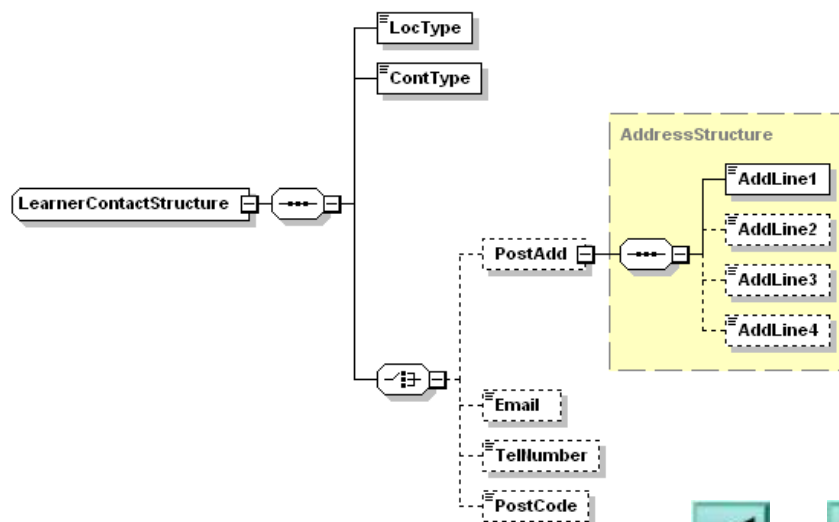 LocType
ContType
AddressStructure
AddLine1
LearnerContactStructure
AddLine2
PostAdd
AddLine3
AddLine4
Email
TelNumber
PostCode